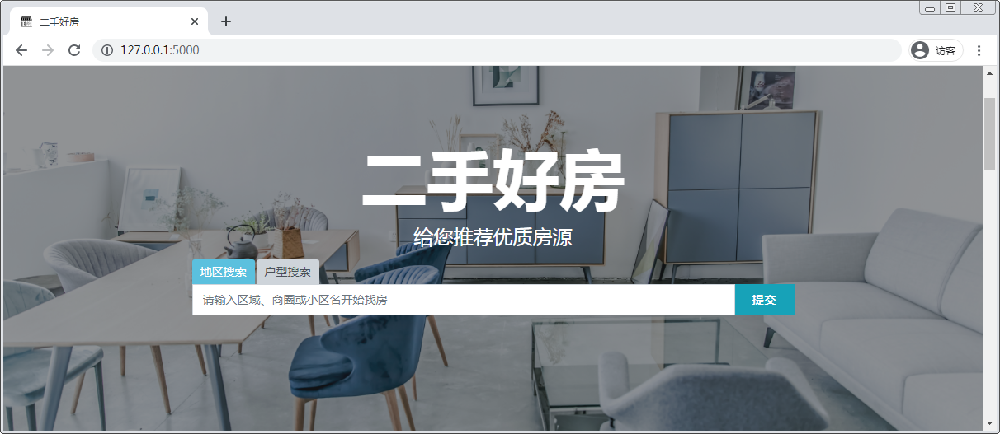 二手好房
127.0.0.1:5000
访客
二手好房
给您推荐优质房源
地区搜索 户型搜索
请输入区域、商圈或小区名开始找房
提交